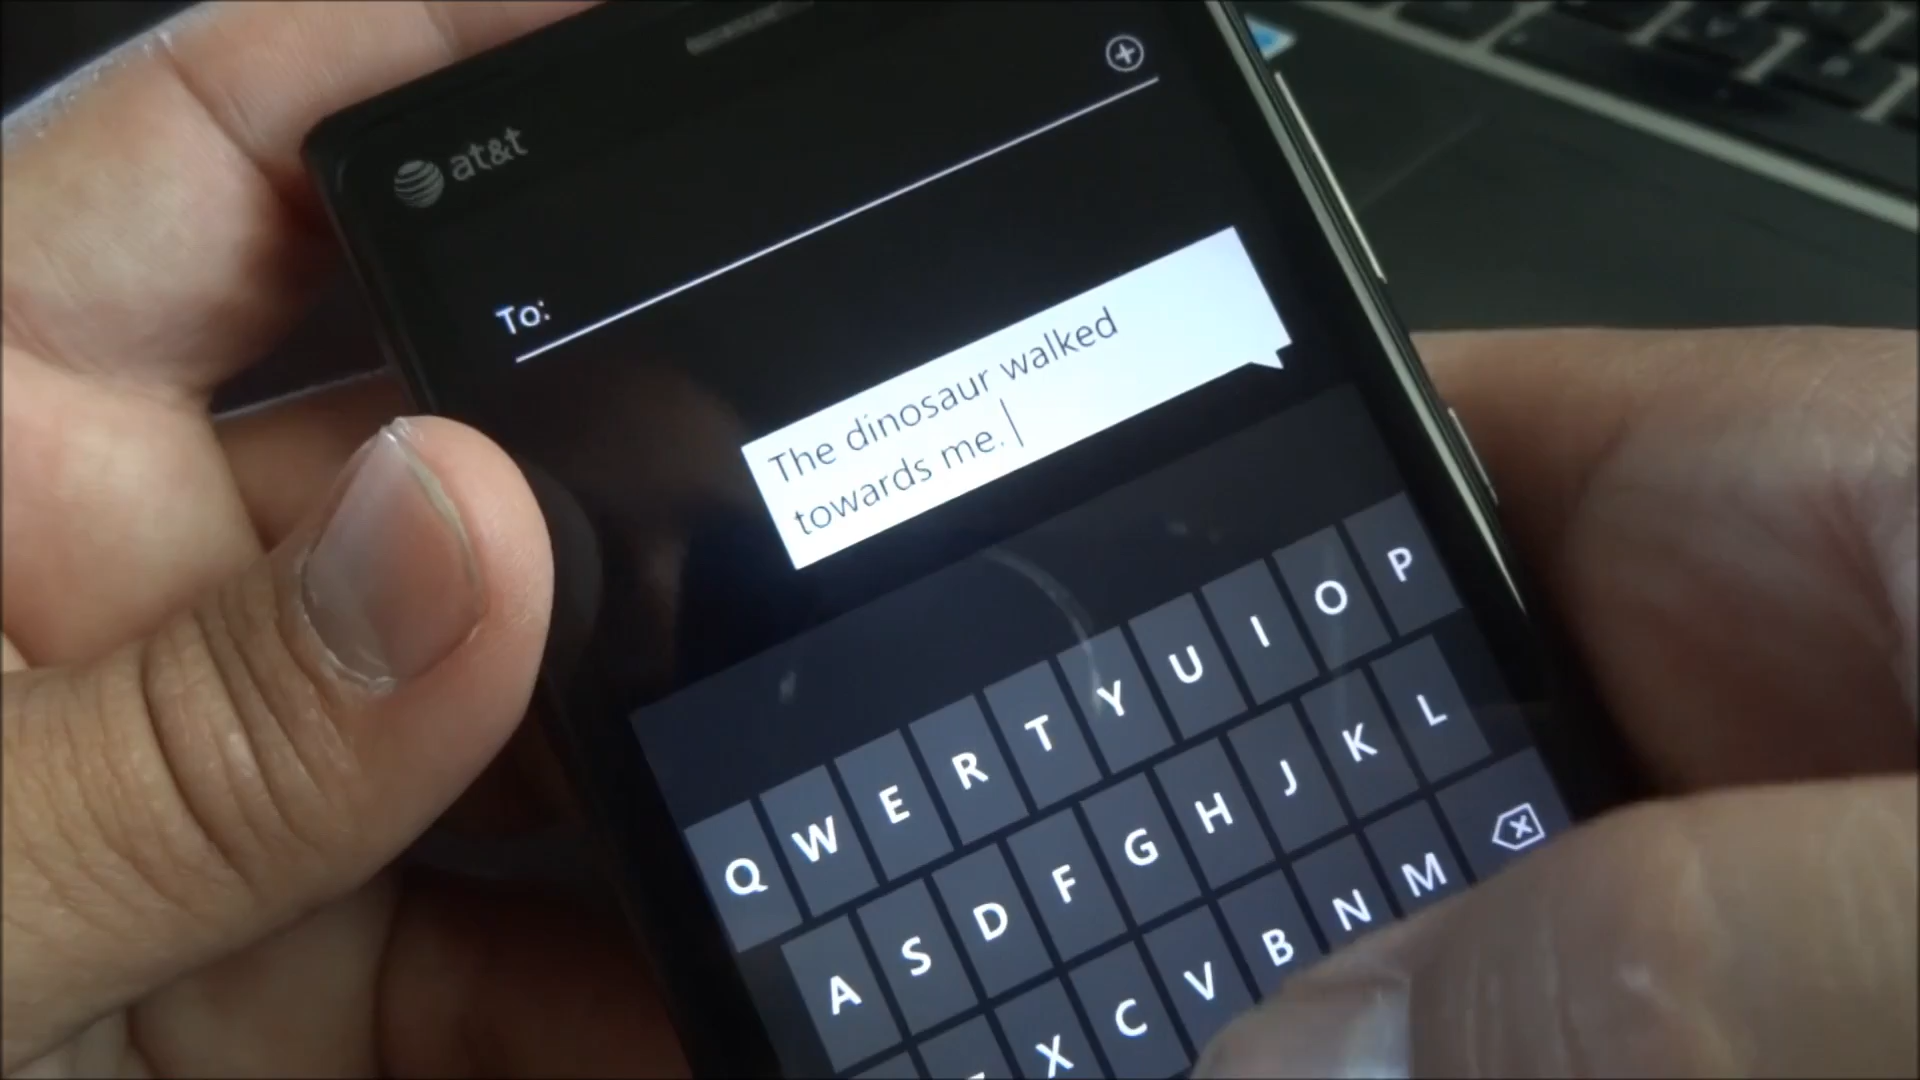 at&t
To:
The dinosaur walked
towards me.
Q W E R T Y U I O P
A S D F G H J K L
X C V B N M